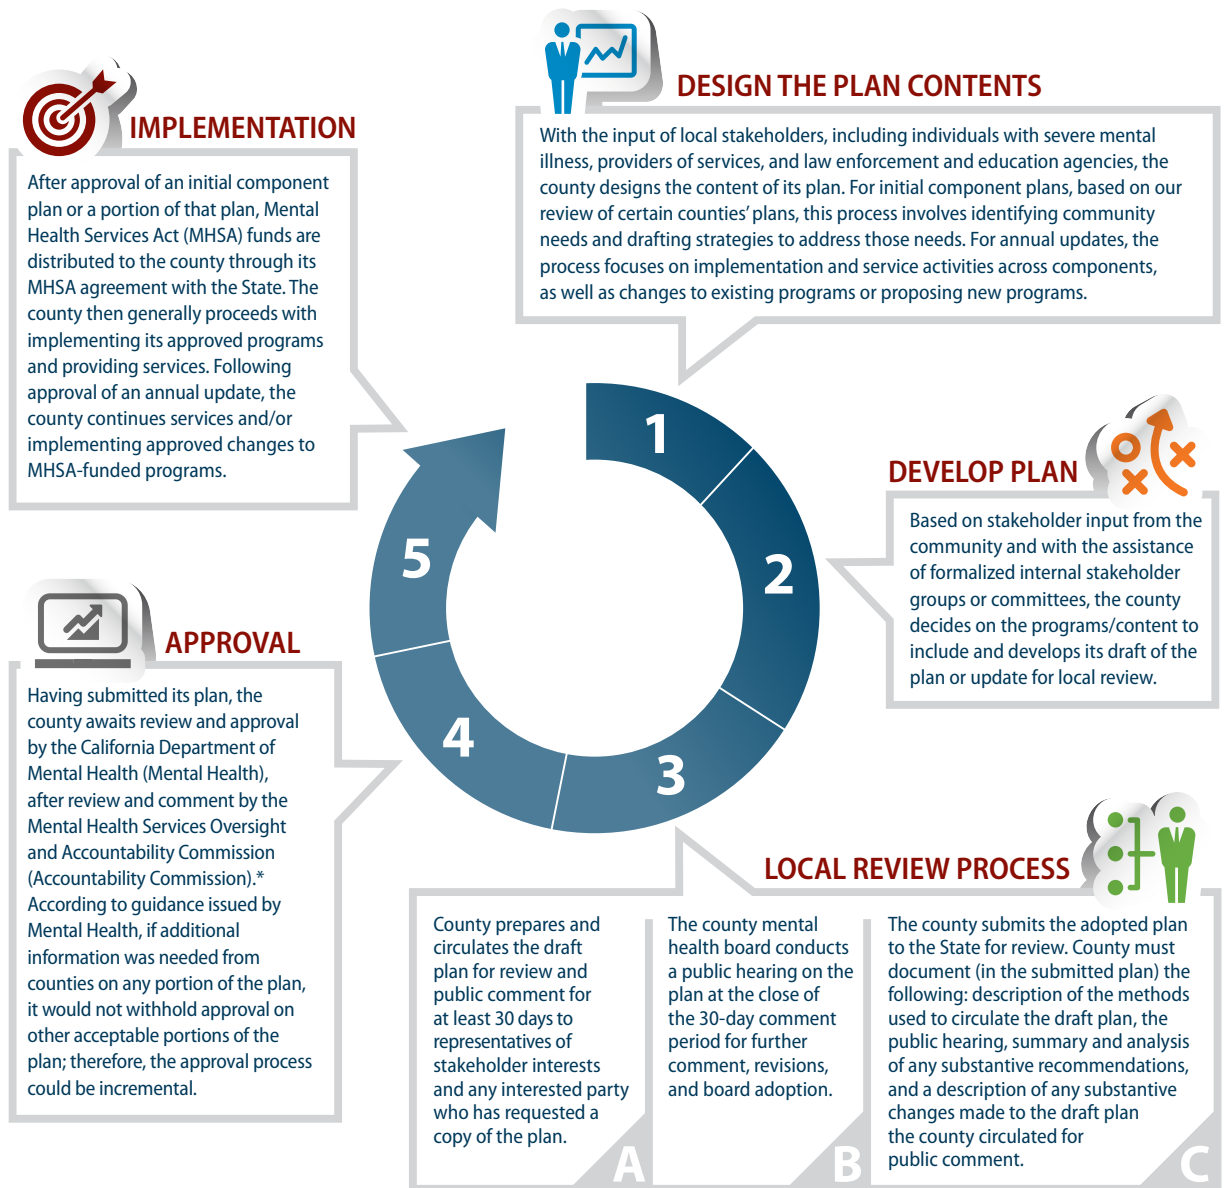 DESIGN THE PLAN CONTENTS
With the input of local stakeholders, including individuals with severe mental
illness, providers of services, and law enforcement and education agencies, the
county designs the content of its plan. For initial component plans, based on our
review of certain counties’ plans, this process involves identifying community
needs and drafting strategies to address those needs. For annual updates, the
process focuses on implementation and service activities across components,
as well as changes to existing programs or proposing new programs.
1
DEVELOP PLAN
Based on stakeholder input from the
community and with the assistance
of formalized internal stakeholder
groups or committees, the county
decides on the programs/content to
include and develops its draft of the
plan or update for local review.
2
LOCAL REVIEW PROCESS
3
County prepares and
circulates the draft
plan for review and
public comment for
at least 30 days to
representatives of
stakeholder interests
and any interested party
who has requested a
copy of the plan.
A
The county mental
health board conducts
a public hearing on the
plan at the close of
the 30-day comment
period for further
comment, revisions,
and board adoption.
B
The county submits the adopted plan
to the State for review. County must
document (in the submitted plan) the
following: description of the methods
used to circulate the draft plan, the
public hearing, summary and analysis
of any substantive recommendations,
and a description of any substantive
changes made to the draft plan
the county circulated for
public comment.
C
APPROVAL
Having submitted its plan, the
county awaits review and approval
by the California Department of
Mental Health (Mental Health),
after review and comment by the
Mental Health Services Oversight
and Accountability Commission
(Accountability Commission).*
According to guidance issued by
Mental Health, if additional
information was needed from
counties on any portion of the plan,
it would not withhold approval on
other acceptable portions of the
plan; therefore, the approval process
could be incremental.
4
IMPLEMENTATION
After approval of an initial component
plan or a portion of that plan, Mental
Health Services Act (MHSA) funds are
distributed to the county through its
MHSA agreement with the State. The
county then generally proceeds with
implementing its approved programs
and providing services. Following
approval of an annual update, the
county continues services and/or
implementing approved changes to
MHSA-funded programs.
5